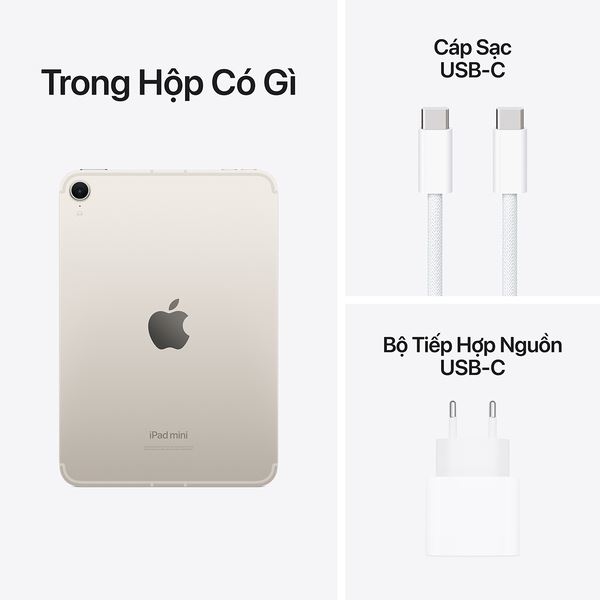 Trong Hộp Có Gì
iPad mini
Cáp Sạc
USB-C
Bộ Tiếp Hợp Nguồn
USB-C